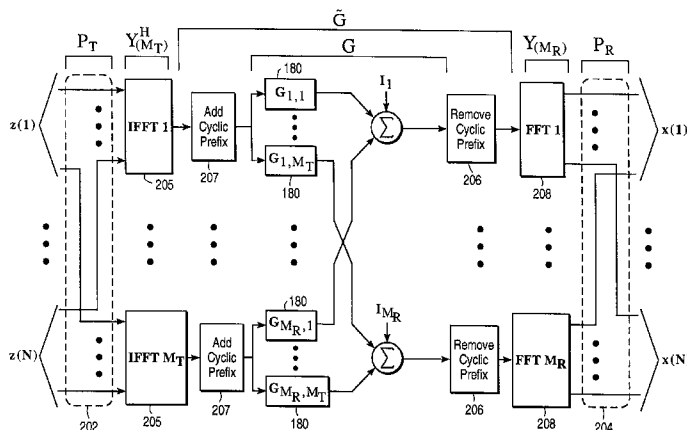 G̃
P_T
Y^H_(M_T)
G
Y_(M_R)
P_R
180
I_1
z(1)
IFFT 1
Add Cyclic Prefix
G_1,1
Σ
Remove Cyclic Prefix
FFT 1
x(1)
G_1,M_T
205
207
180
206
208
180
I_M_R
z(N)
IFFT M_T
Add Cyclic Prefix
G_M_R,1
Σ
Remove Cyclic Prefix
FFT M_R
x(N
G_M_R,M_T
202
205
207
180
206
208
204